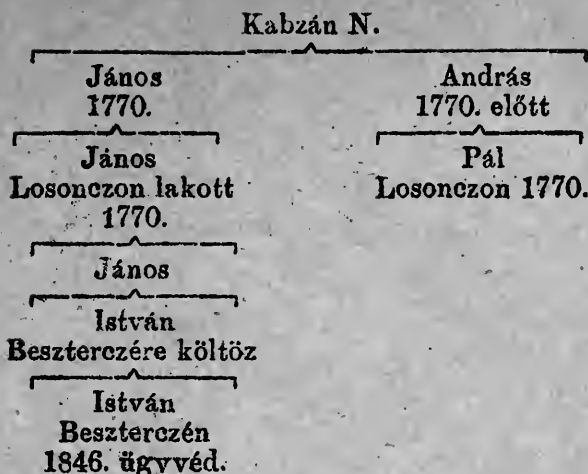 Kabzán N.
János
1770.
András
1770. előtt
János
Losonczon lakott
1770.
Pál
Losonczon 1770.
János
István
Beszterczére költöz
István
Beszterczén
1846. ügyvéd.